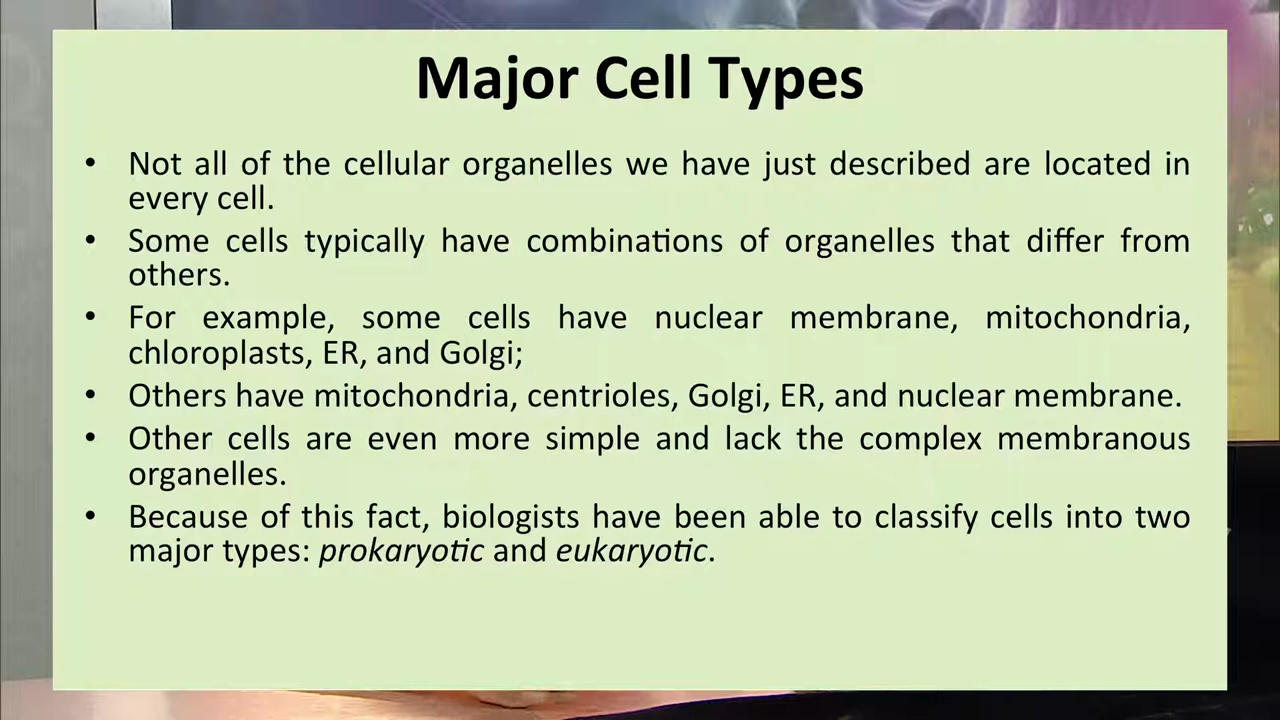 Major Cell Types
• Not all of the cellular organelles we have just described are located in
every cell.
• Some cells typically have combinations of organelles that differ from
others.
• For example, some cells have nuclear membrane, mitochondria,
chloroplasts, ER, and Golgi;
• Others have mitochondria, centrioles, Golgi, ER, and nuclear membrane.
• Other cells are even more simple and lack the complex membranous
organelles.
• Because of this fact, biologists have been able to classify cells into two
major types: prokaryotic and eukaryotic.